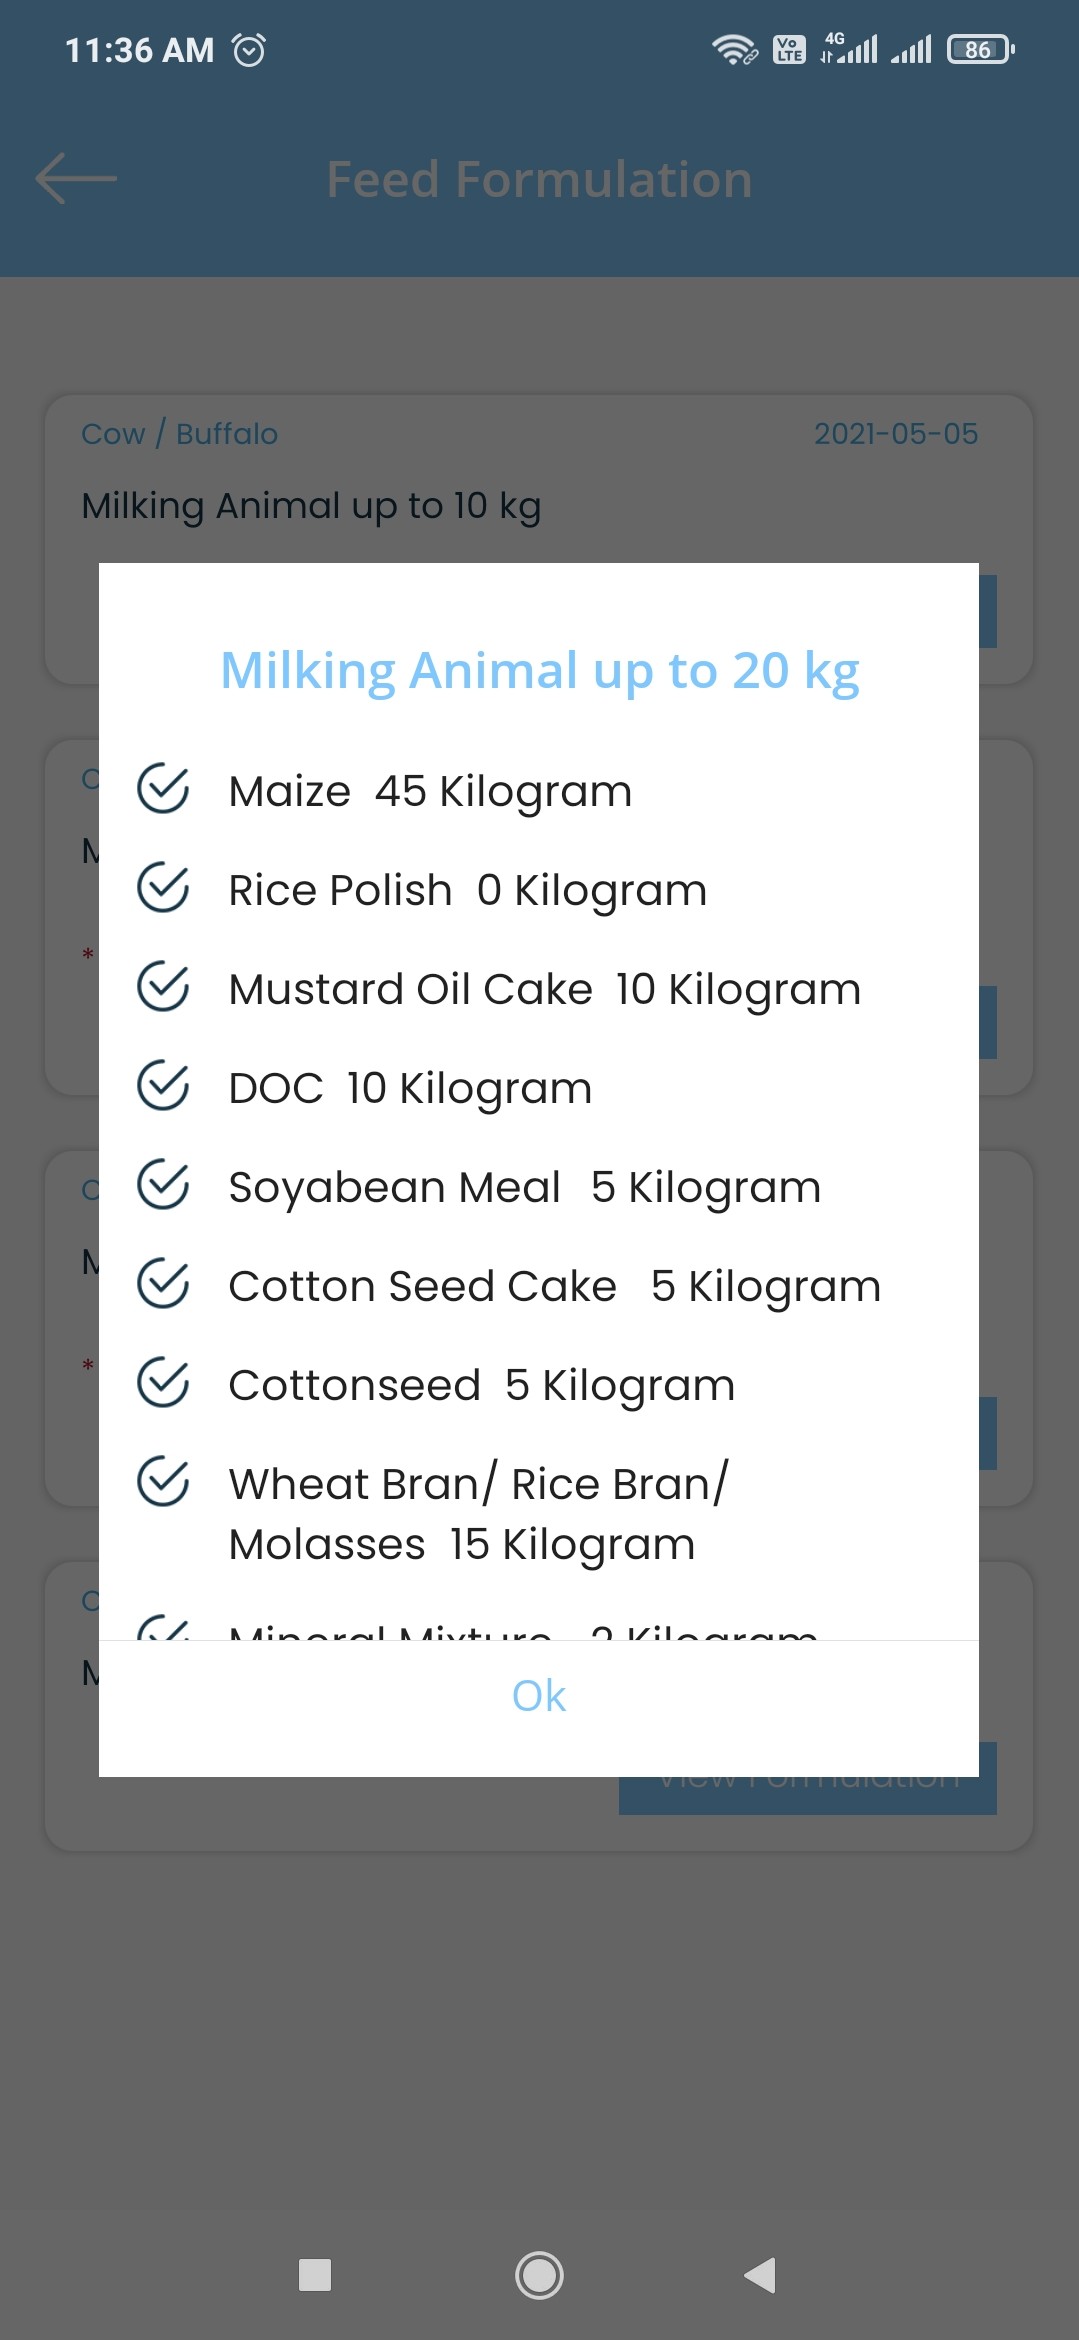 11:36 AM
Vo LTE
4G
86
Feed Formulation
Cow / Buffalo 2021-05-05
Milking Animal up to 10 kg
Milking Animal up to 20 kg
Maize 45 Kilogram
Rice Polish 0 Kilogram
Mustard Oil Cake 10 Kilogram
DOC 10 Kilogram
Soyabean Meal 5 Kilogram
Cotton Seed Cake 5 Kilogram
Cottonseed 5 Kilogram
Wheat Bran/ Rice Bran/
Molasses 15 Kilogram
Mineral Mixture 2 Kilogram
Ok
View Formulation